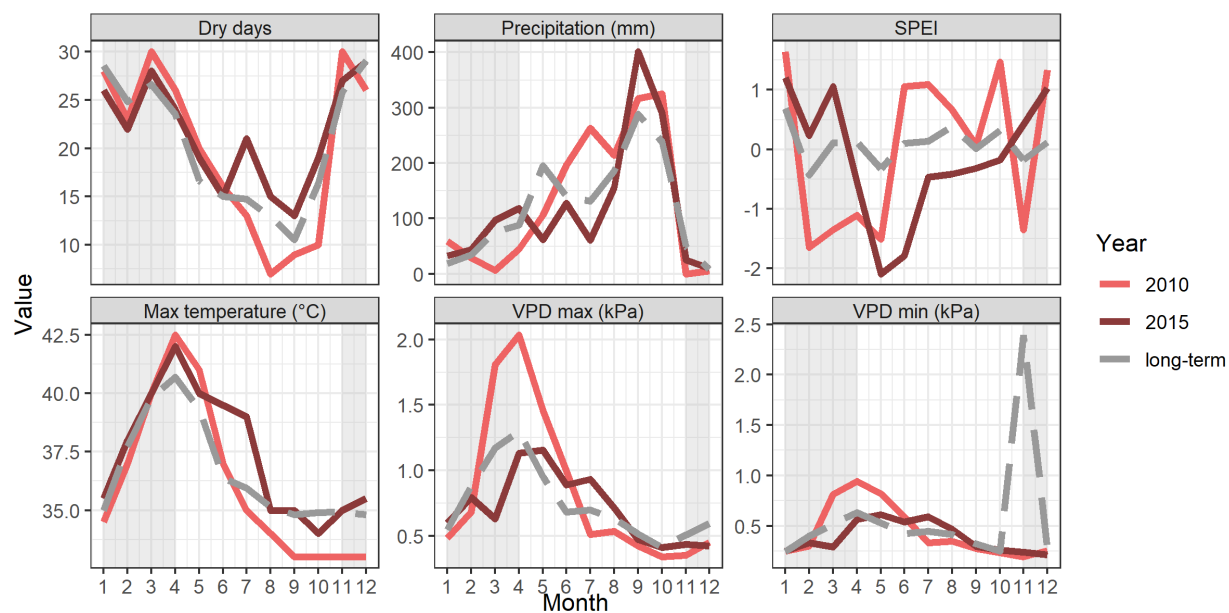 Dry days
Precipitation (mm)
SPEI
30
25
20
15
10
400
300
200
100
0
1
0
-1
-2
Value
Year
2010
2015
long-term
Max temperature (°C)
VPD max (kPa)
VPD min (kPa)
42.5
40.0
37.5
35.0
2.0
1.5
1.0
0.5
2.5
2.0
1.5
1.0
0.5
1 2 3 4 5 6 7 8 9 10 11 12
1 2 3 4 5 6 7 8 9 10 11 12
1 2 3 4 5 6 7 8 9 10 11 12
Month